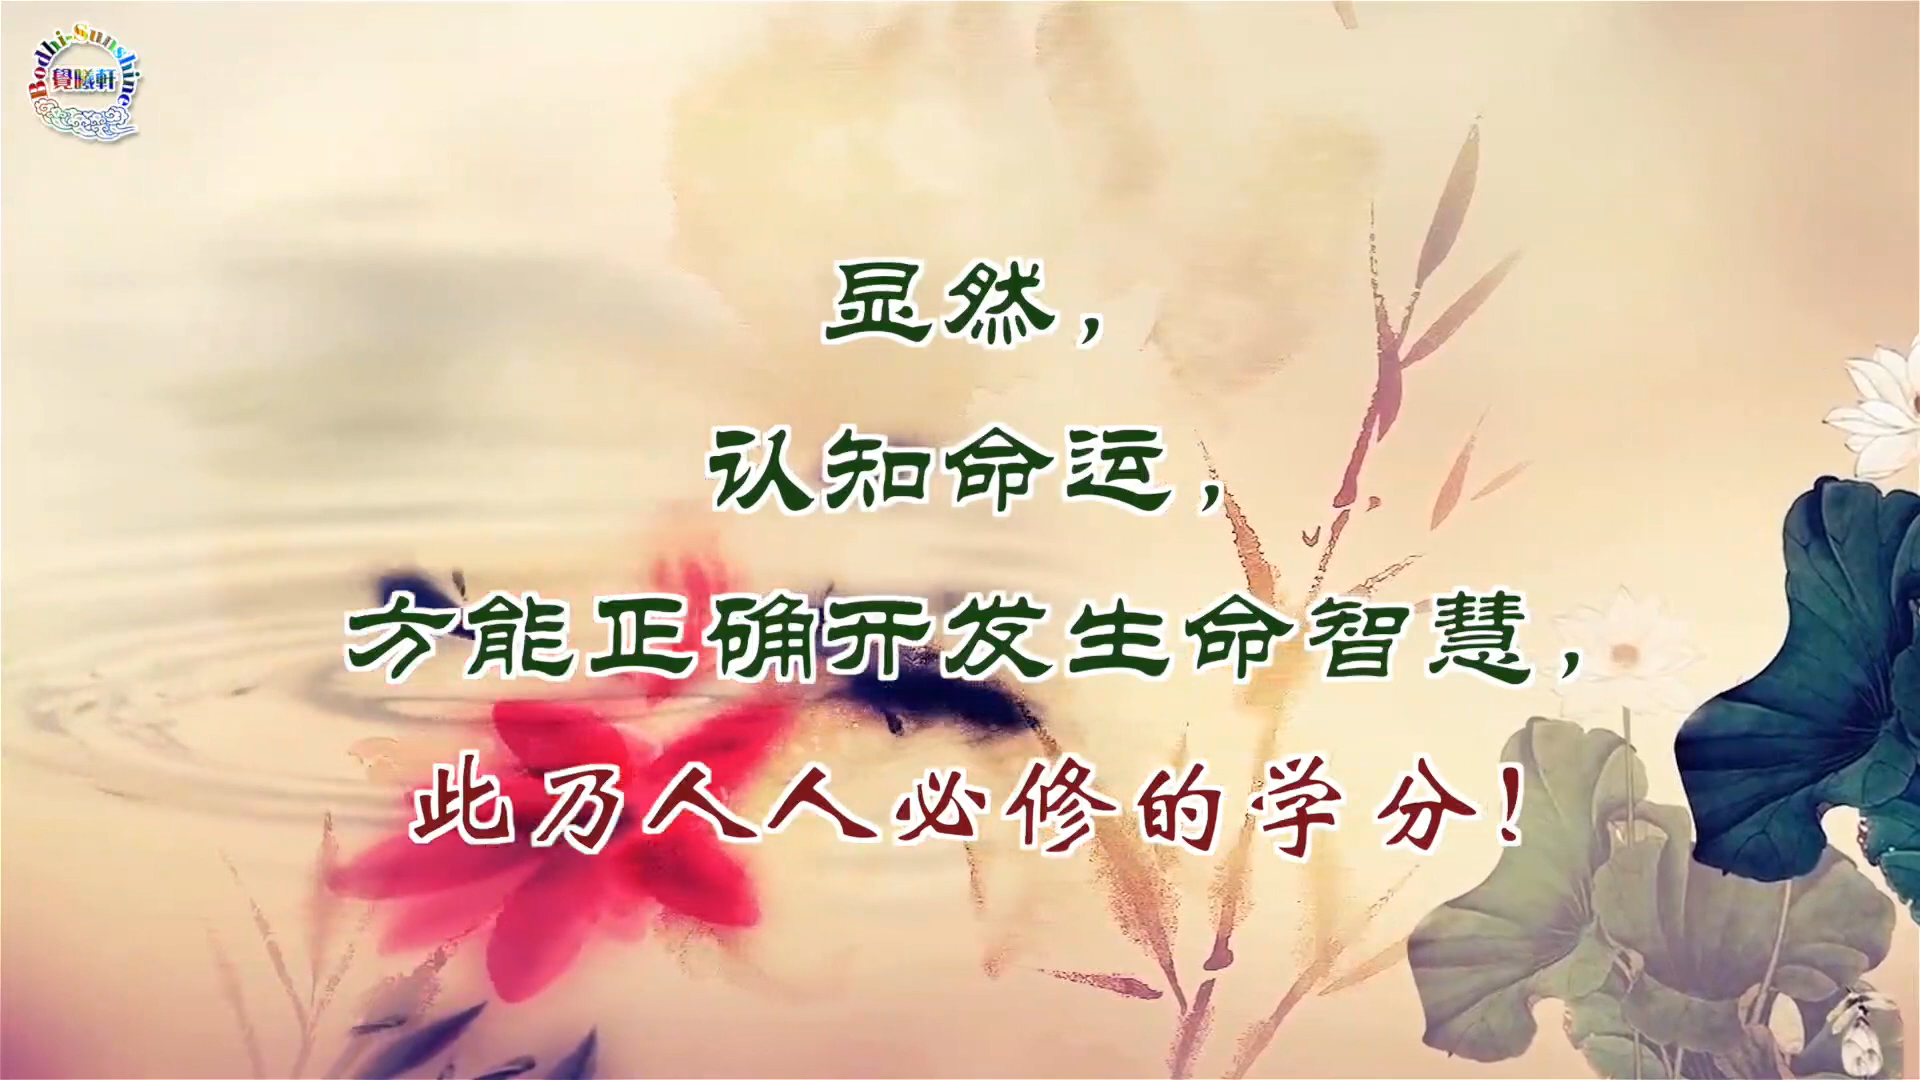 Bodhi-Sunshine
覺曦軒
显然，
认知命运，
方能正确开发生命智慧，
此乃人人必修的学分！